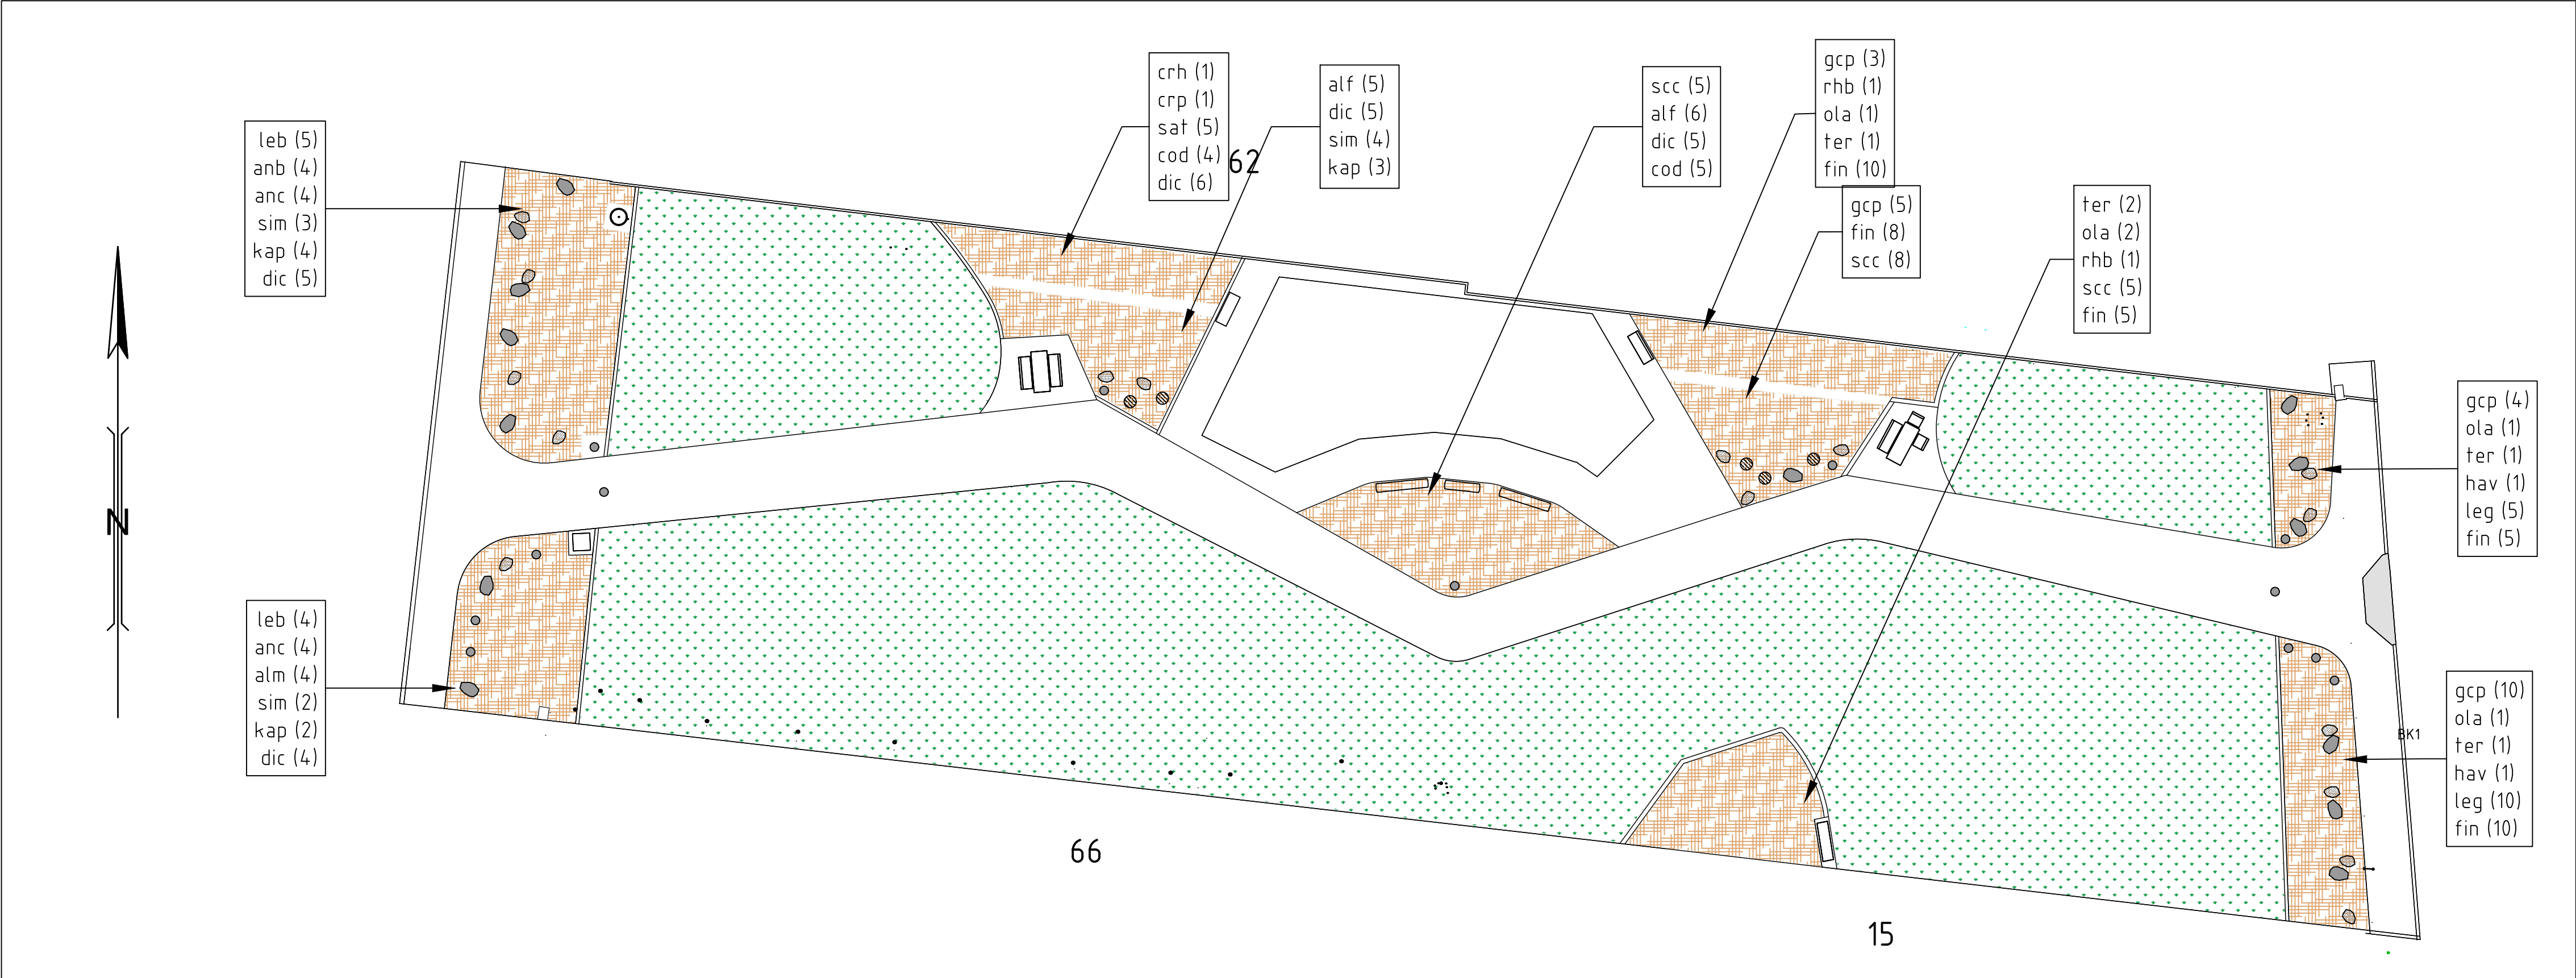 crh (1)
crp (1)
sat (5)
cod (4)
dic (6)
62
alf (5)
dic (5)
sim (4)
kap (3)
scc (5)
alf (6)
dic (5)
cod (5)
gcp (3)
rhb (1)
ola (1)
ter (1)
fin (10)
gcp (5)
fin (8)
scc (8)
ter (2)
ola (2)
rhb (1)
scc (5)
fin (5)
leb (5)
anb (4)
anc (4)
sim (3)
kap (4)
dic (5)
N
gcp (4)
ola (1)
ter (1)
hav (1)
leg (5)
fin (5)
leb (4)
anc (4)
alm (4)
sim (2)
kap (2)
dic (4)
gcp (10)
ola (1)
ter (1)
hav (1)
leg (10)
fin (10)
BK1
66
15